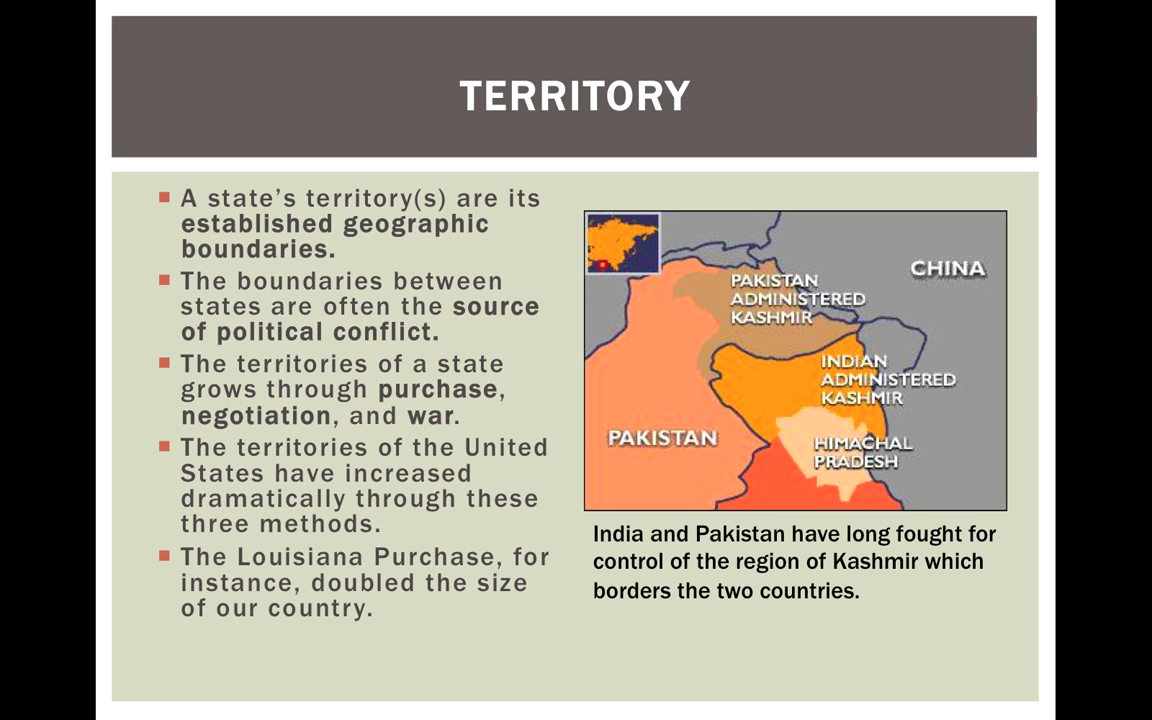 TERRITORY
■ A state’s territory(s) are its
established geographic
boundaries.
■ The boundaries between
states are often the source
of political conflict.
■ The territories of a state
grows through purchase,
negotiation, and war.
■ The territories of the United
States have increased
dramatically through these
three methods.
■ The Louisiana Purchase, for
instance, doubled the size
of our country.
CHINA
PAKISTAN
ADMINISTERED
KASHMIR
INDIAN
ADMINISTERED
KASHMIR
PAKISTAN
HIMACHAL
PRADESH
India and Pakistan have long fought for
control of the region of Kashmir which
borders the two countries.